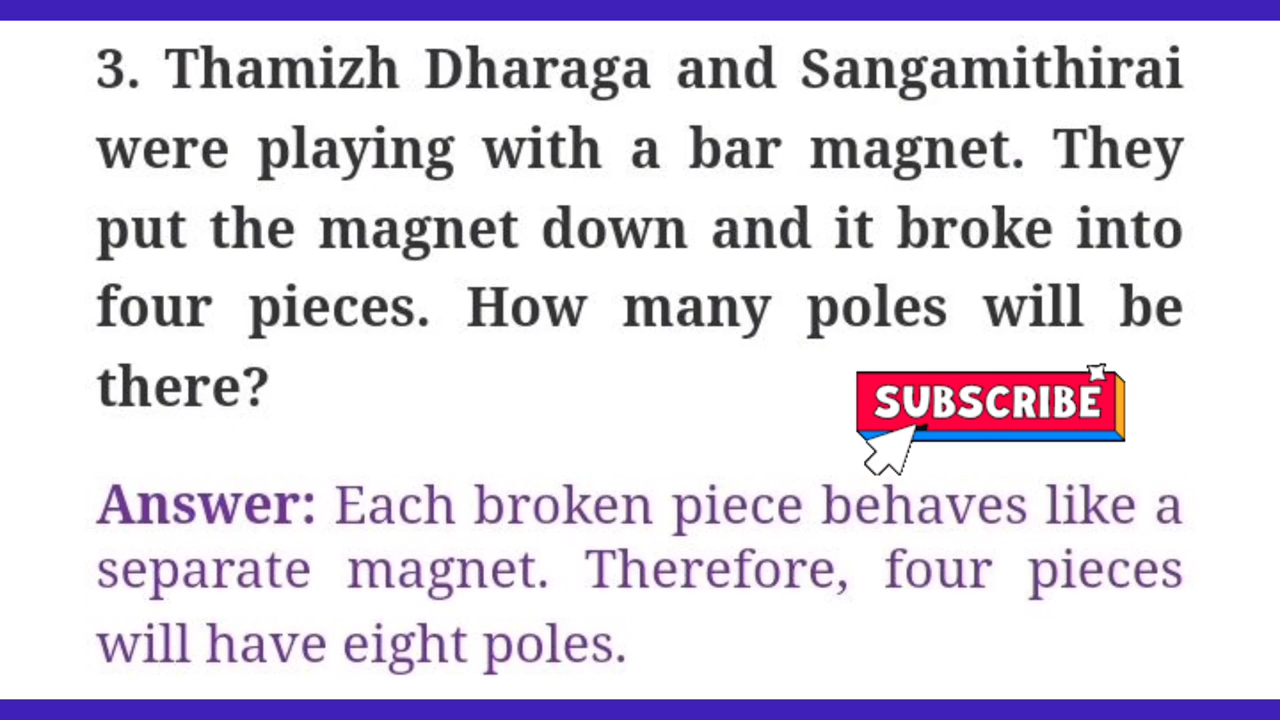 3. Thamizh Dharaga and Sangamithirai
were playing with a bar magnet. They
put the magnet down and it broke into
four pieces. How many poles will be
there?
SUBSCRIBE
Answer: Each broken piece behaves like a
separate magnet. Therefore, four pieces
will have eight poles.